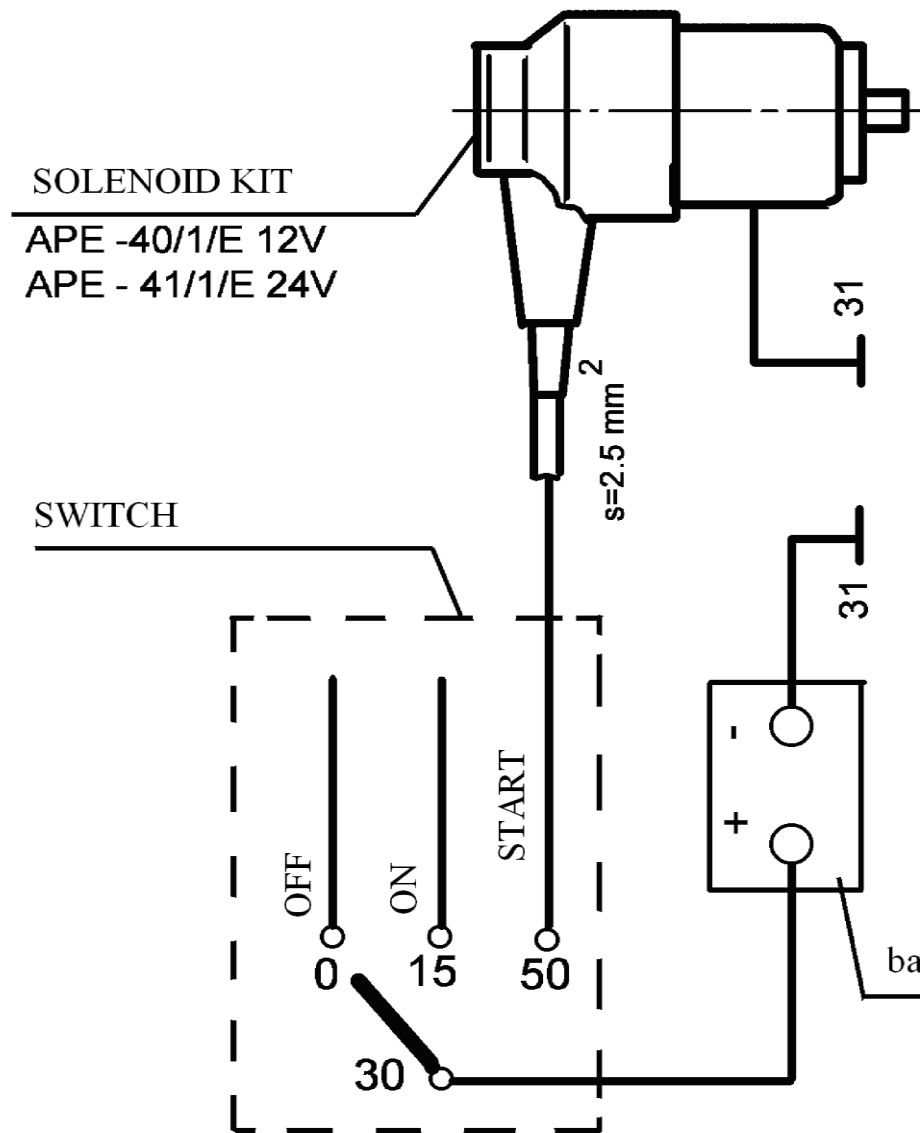 SOLENOID KIT
APE -40/1/E 12V
APE - 41/1/E 24V
31
s=2.5 mm 2
SWITCH
31
-
+
OFF
ON
START
0
15
50
30
ba